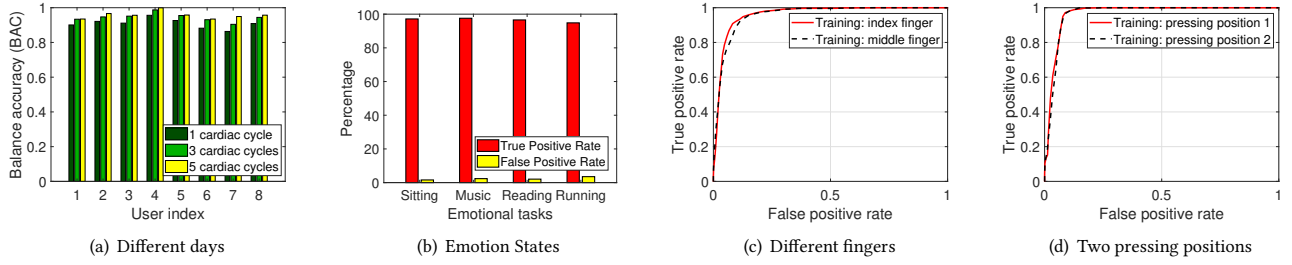 Balance accuracy (BAC)
1
0.8
0.6
0.4
0.2
0
1 cardiac cycle
3 cardiac cycles
5 cardiac cycles
1 2 3 4 5 6 7 8
User index
(a) Different days
Percentage
100
80
60
40
20
0
True Positive Rate
False Positive Rate
Sitting Music Reading Running
Emotional tasks
(b) Emotion States
True positive rate
1
0.8
0.6
0.4
0.2
0
Training: index finger
Training: middle finger
0 0.5 1
False positive rate
(c) Different fingers
True positive rate
1
0.8
0.6
0.4
0.2
0
Training: pressing position 1
Training: pressing position 2
0 0.5 1
False positive rate
(d) Two pressing positions